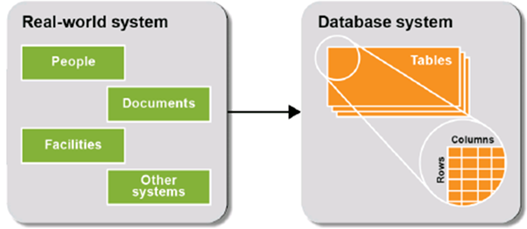 Real-world system
People
Documents
Facilities
Other
systems
Database system
Tables
Columns
Rows